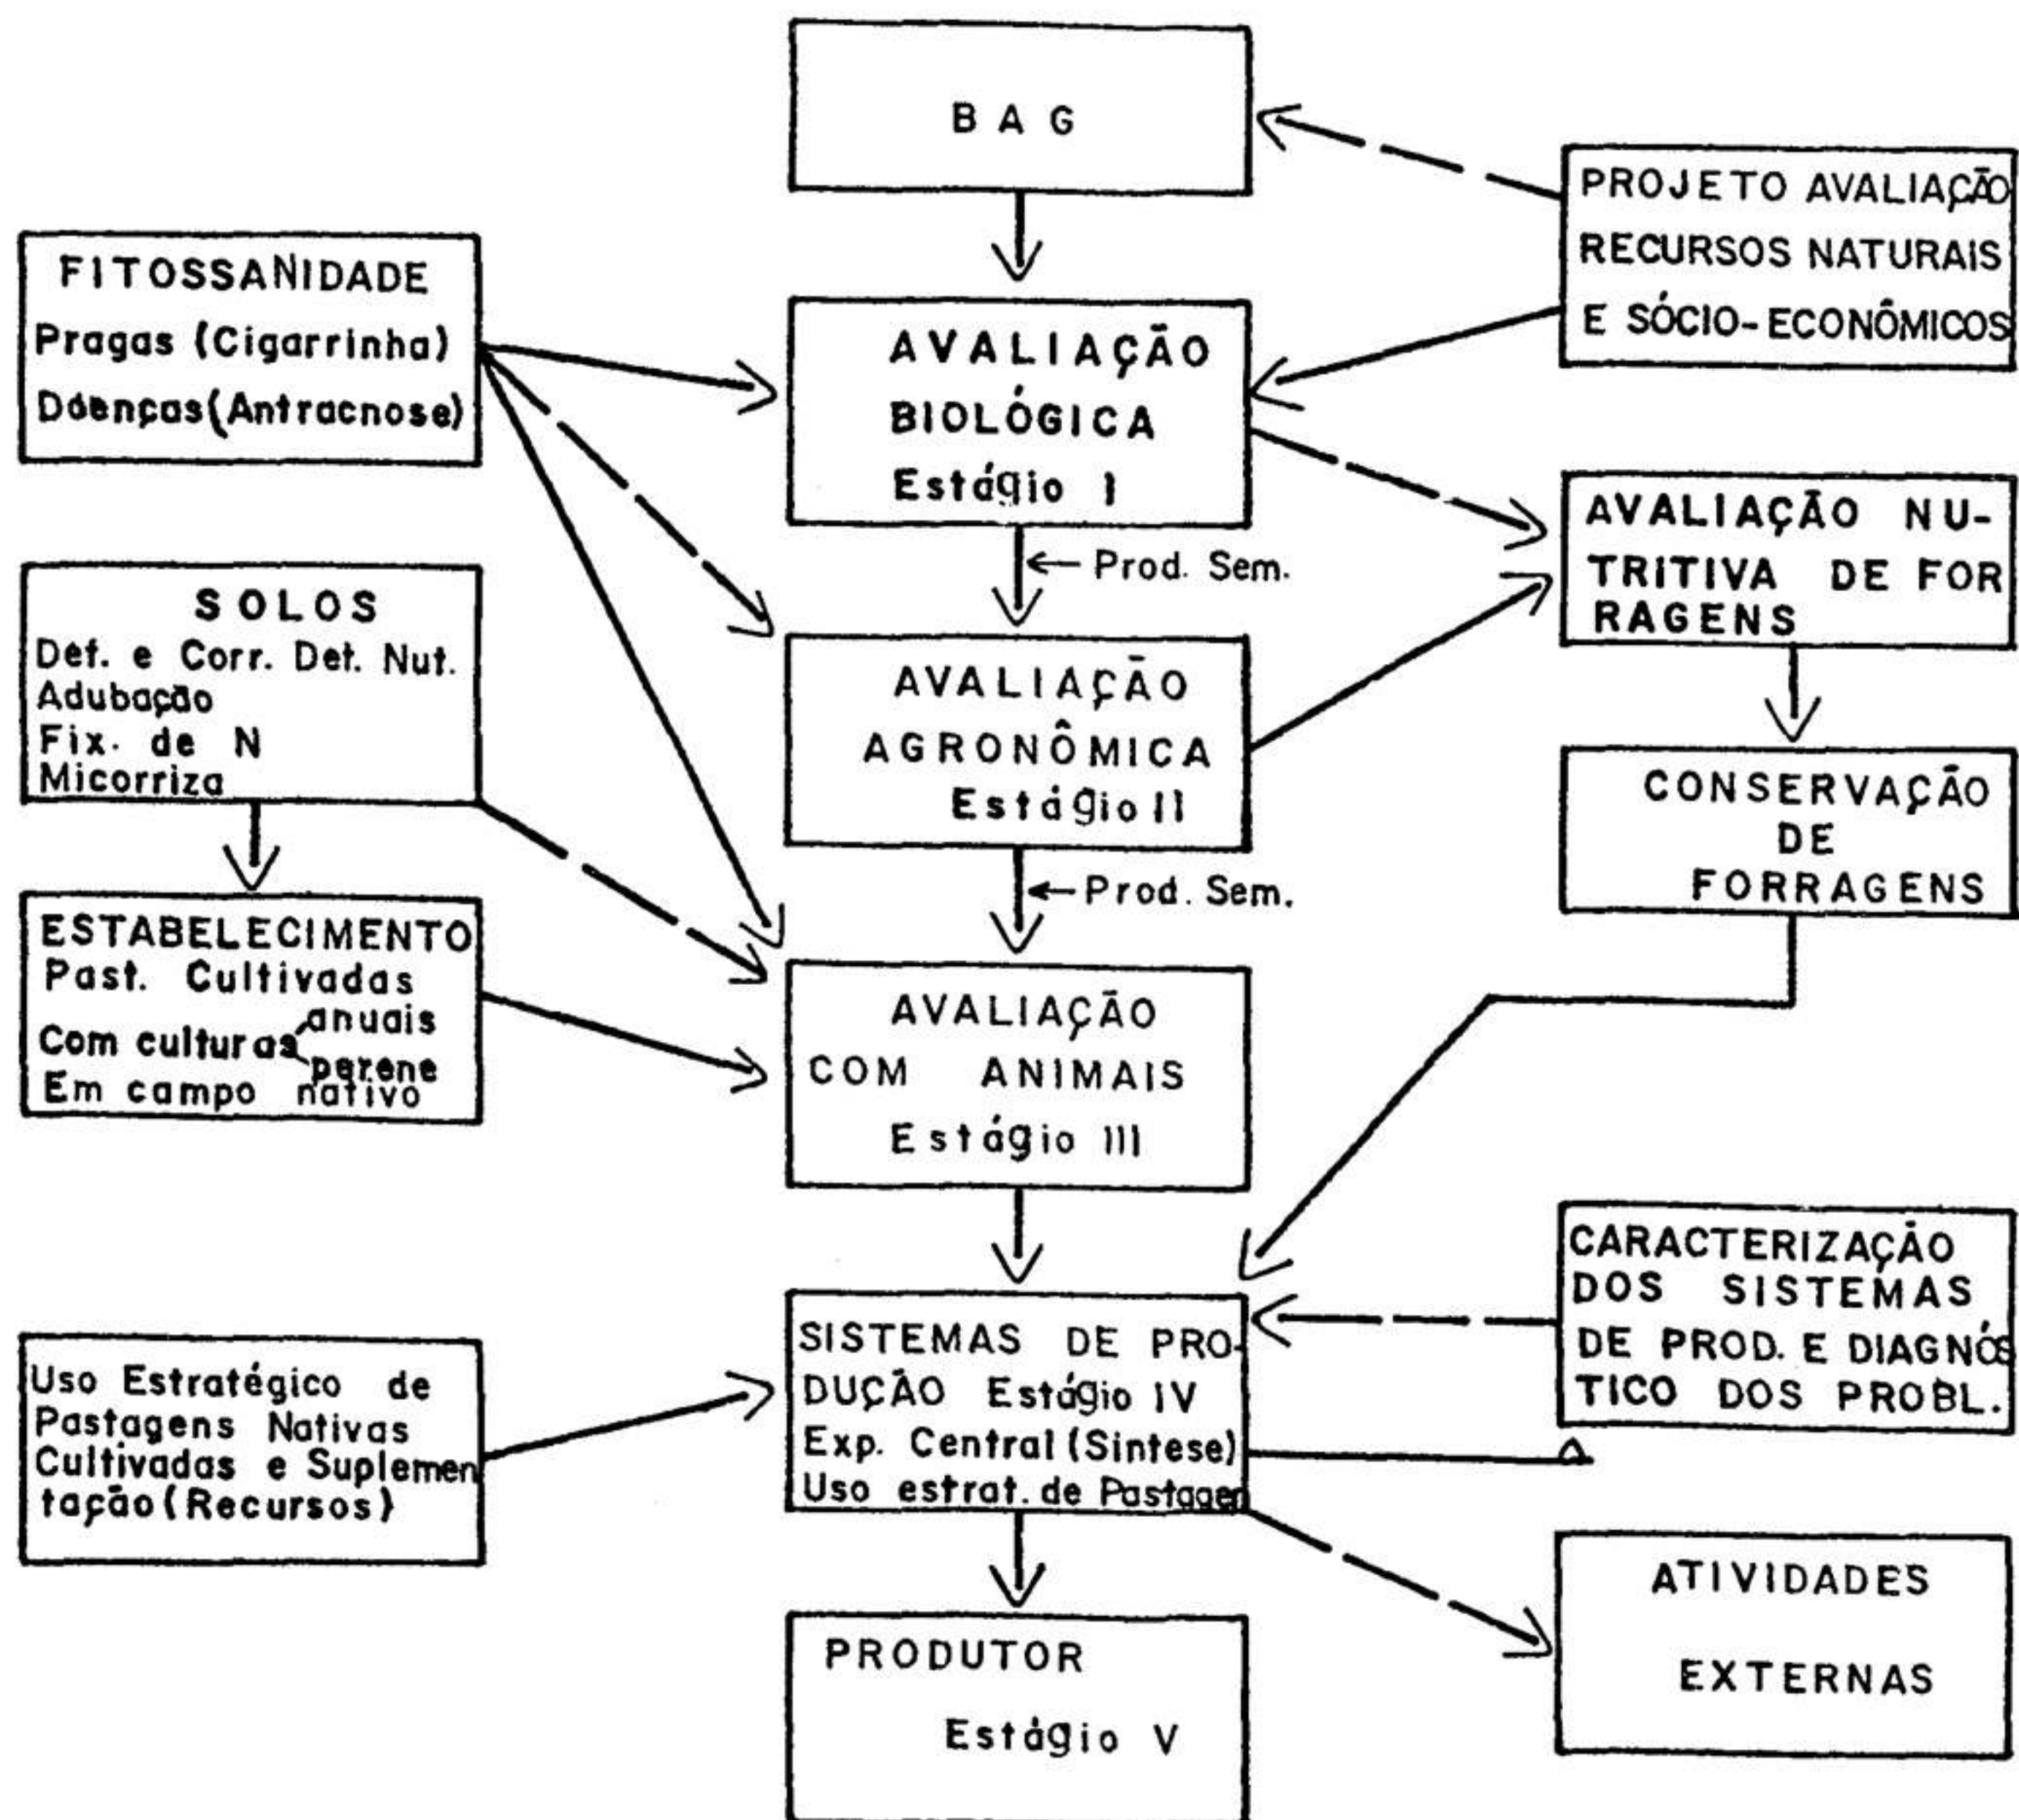 B A G
PROJETO AVALIAÇÃO
RECURSOS NATURAIS
E SÓCIO-ECONÔMICOS
FITOSSANIDADE
Pragas (Cigarrinha)
Doenças (Antracnose)
AVALIAÇÃO
BIOLÓGICA
Estágio I
AVALIAÇÃO NU-
TRITIVA DE FOR
RAGENS
Prod. Sem.
SOLOS
Def. e Corr. Det. Nut.
Adubação
Fix. de N
Micorriza
AVALIAÇÃO
AGRONÔMICA
Estágio II
CONSERVAÇÃO
DE
FORRAGENS
Prod. Sem.
ESTABELECIMENTO
Past. Cultivadas
anuais
Com culturas
perene
Em campo nativo
AVALIAÇÃO
COM ANIMAIS
Estágio III
CARACTERIZAÇÃO
DOS SISTEMAS
DE PROD. E DIAGNÓS
TICO DOS PROBL.
Uso Estratégico de
Pastagens Nativas
Cultivadas e Suplemen
tação (Recursos)
SISTEMAS DE PRO-
DUÇÃO Estágio IV
Exp. Central (Sintese)
Uso estrat. de Pastagen
ATIVIDADES
EXTERNAS
PRODUTOR
Estágio V